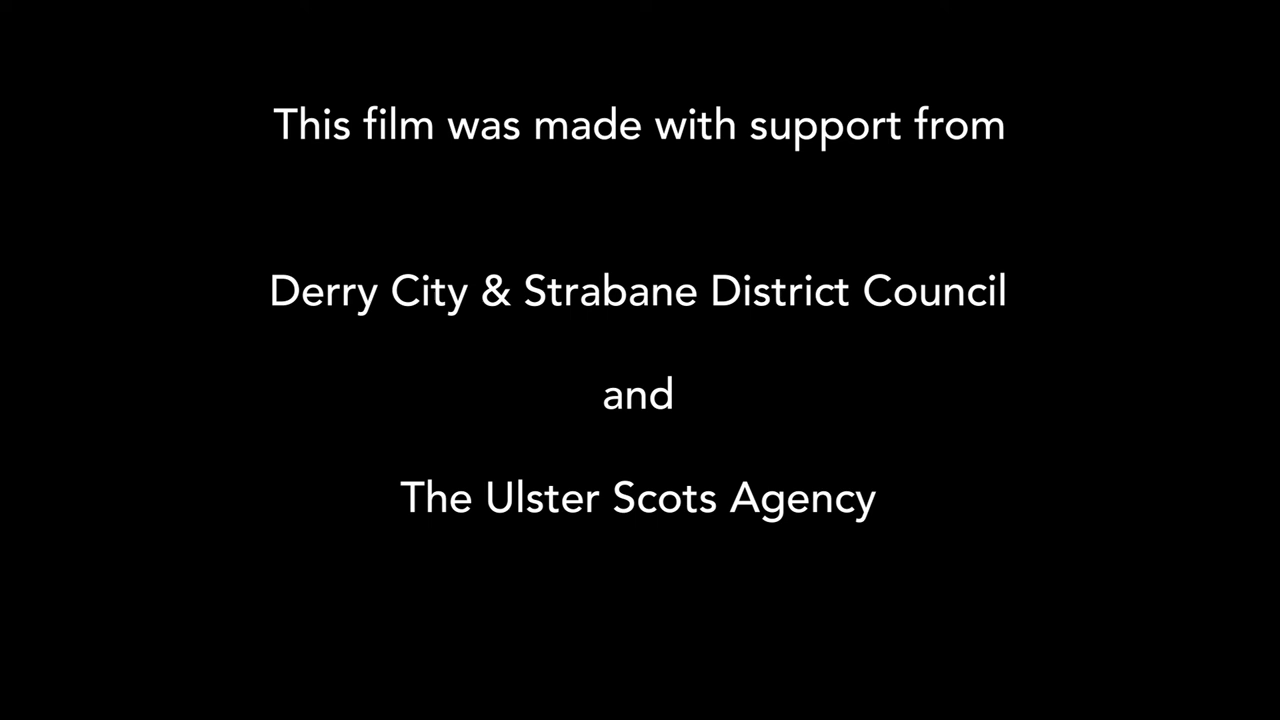 This film was made with support from
Derry City & Strabane District Council
and
The Ulster Scots Agency